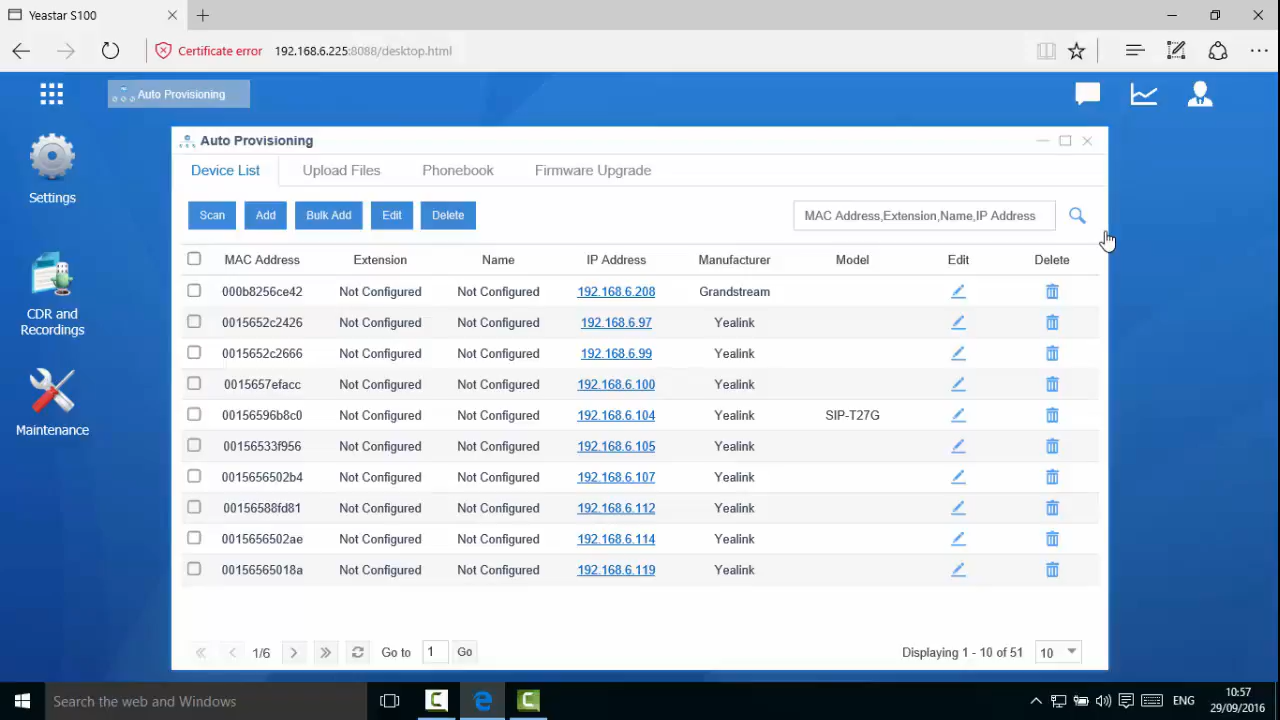 Yeastar S100
Certificate error 192.168.6.225:8088/desktop.html
Auto Provisioning
Settings
CDR and
Recordings
Maintenance
Auto Provisioning
Device List Upload Files Phonebook Firmware Upgrade
Scan Add Bulk Add Edit Delete MAC Address,Extension,Name,IP Address
MAC Address Extension Name IP Address Manufacturer Model Edit Delete
000b8256ce42 Not Configured Not Configured 192.168.6.208 Grandstream
0015652c2426 Not Configured Not Configured 192.168.6.97 Yealink
0015652c2666 Not Configured Not Configured 192.168.6.99 Yealink
0015657efacc Not Configured Not Configured 192.168.6.100 Yealink
00156596b8c0 Not Configured Not Configured 192.168.6.104 Yealink SIP-T27G
00156533f956 Not Configured Not Configured 192.168.6.105 Yealink
0015656502b4 Not Configured Not Configured 192.168.6.107 Yealink
00156588fd81 Not Configured Not Configured 192.168.6.112 Yealink
0015656502ae Not Configured Not Configured 192.168.6.114 Yealink
00156565018a Not Configured Not Configured 192.168.6.119 Yealink
1/6 Go to 1 Go Displaying 1 - 10 of 51 10
Search the web and Windows
ENG
10:57
29/09/2016